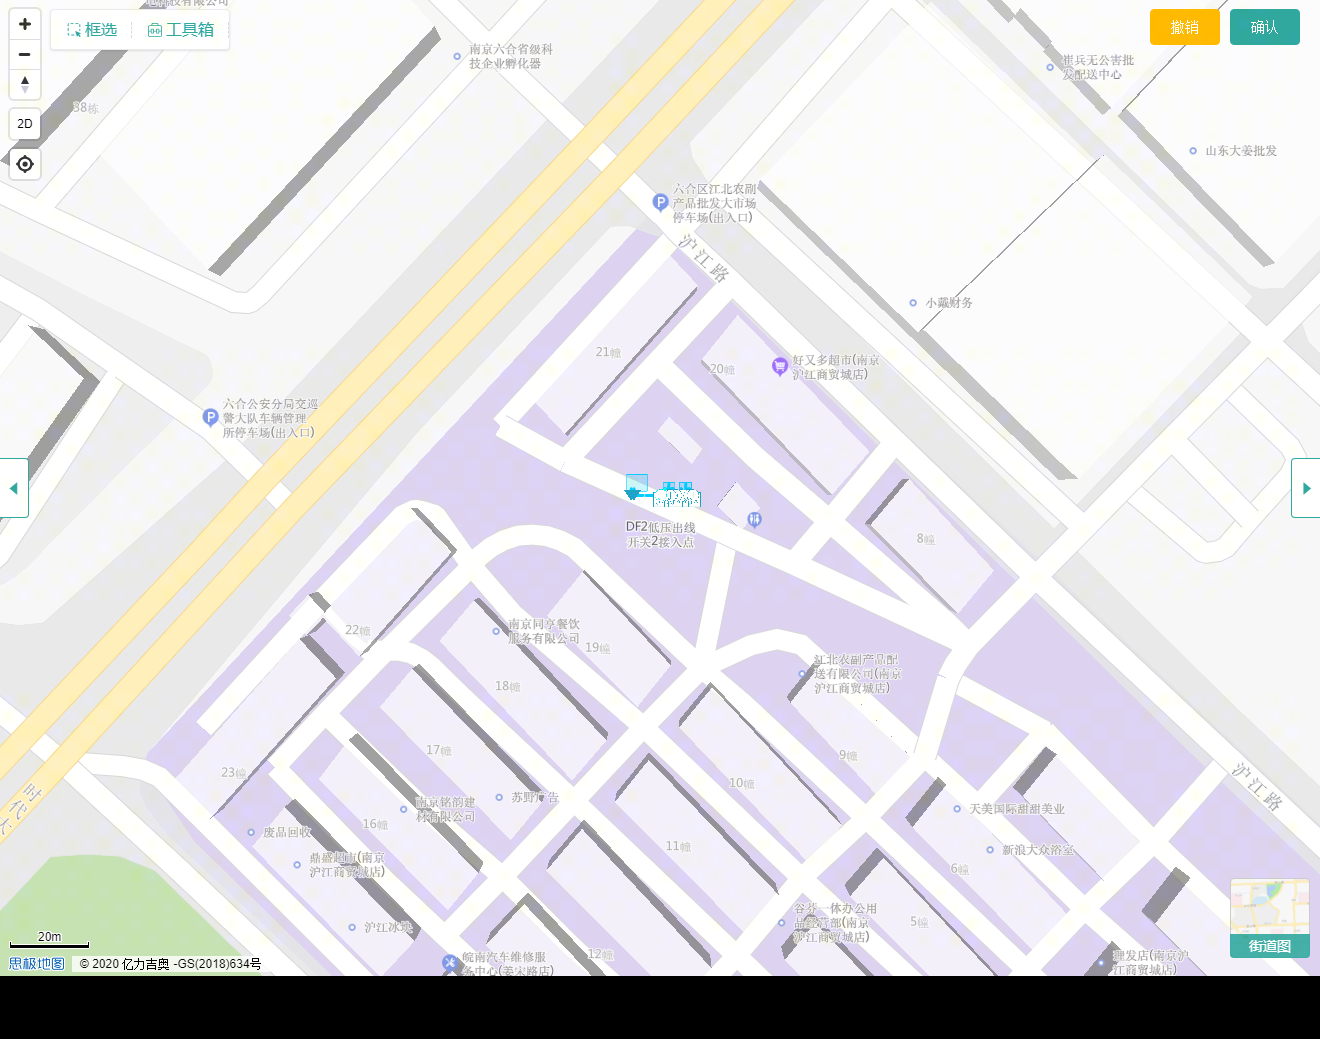 框选
工具箱
撤销
确认
2D
38栋
南京六合省级科
技企业孵化器
崔兵无公害批
发配送中心
山东大姜批发
六合区江北农副
产品批发大市场
停车场(出入口)
沪江路
小戴财务
21幢
20幢
好又多超市(南京
沪江商贸城店)
六合公安分局交巡
警大队车辆管理
所停车场(出入口)
DF2低压出线
开关2接入点
8幢
22幢
南京同亨餐饮
服务有限公司
19幢
江北农副产品配
送有限公司(南京
沪江商贸城店)
18幢
17幢
9幢
23幢
10幢
沪江路
时代大
南京铭韵建
材有限公司
苏野广告
天美国际甜甜美业
16幢
废品回收
11幢
新浪大众浴室
鼎盛超市(南京
沪江商贸城店)
6幢
谷莽一体办公用
品经营部(南京
沪江商贸城店)
5幢
沪江冰块
12幢
皖南汽车维修服
务中心(姜宋路店)
理发店(南京沪
江商贸城店)
街道图
20m
思极地图
© 2020 亿力吉奥 -GS(2018)634号